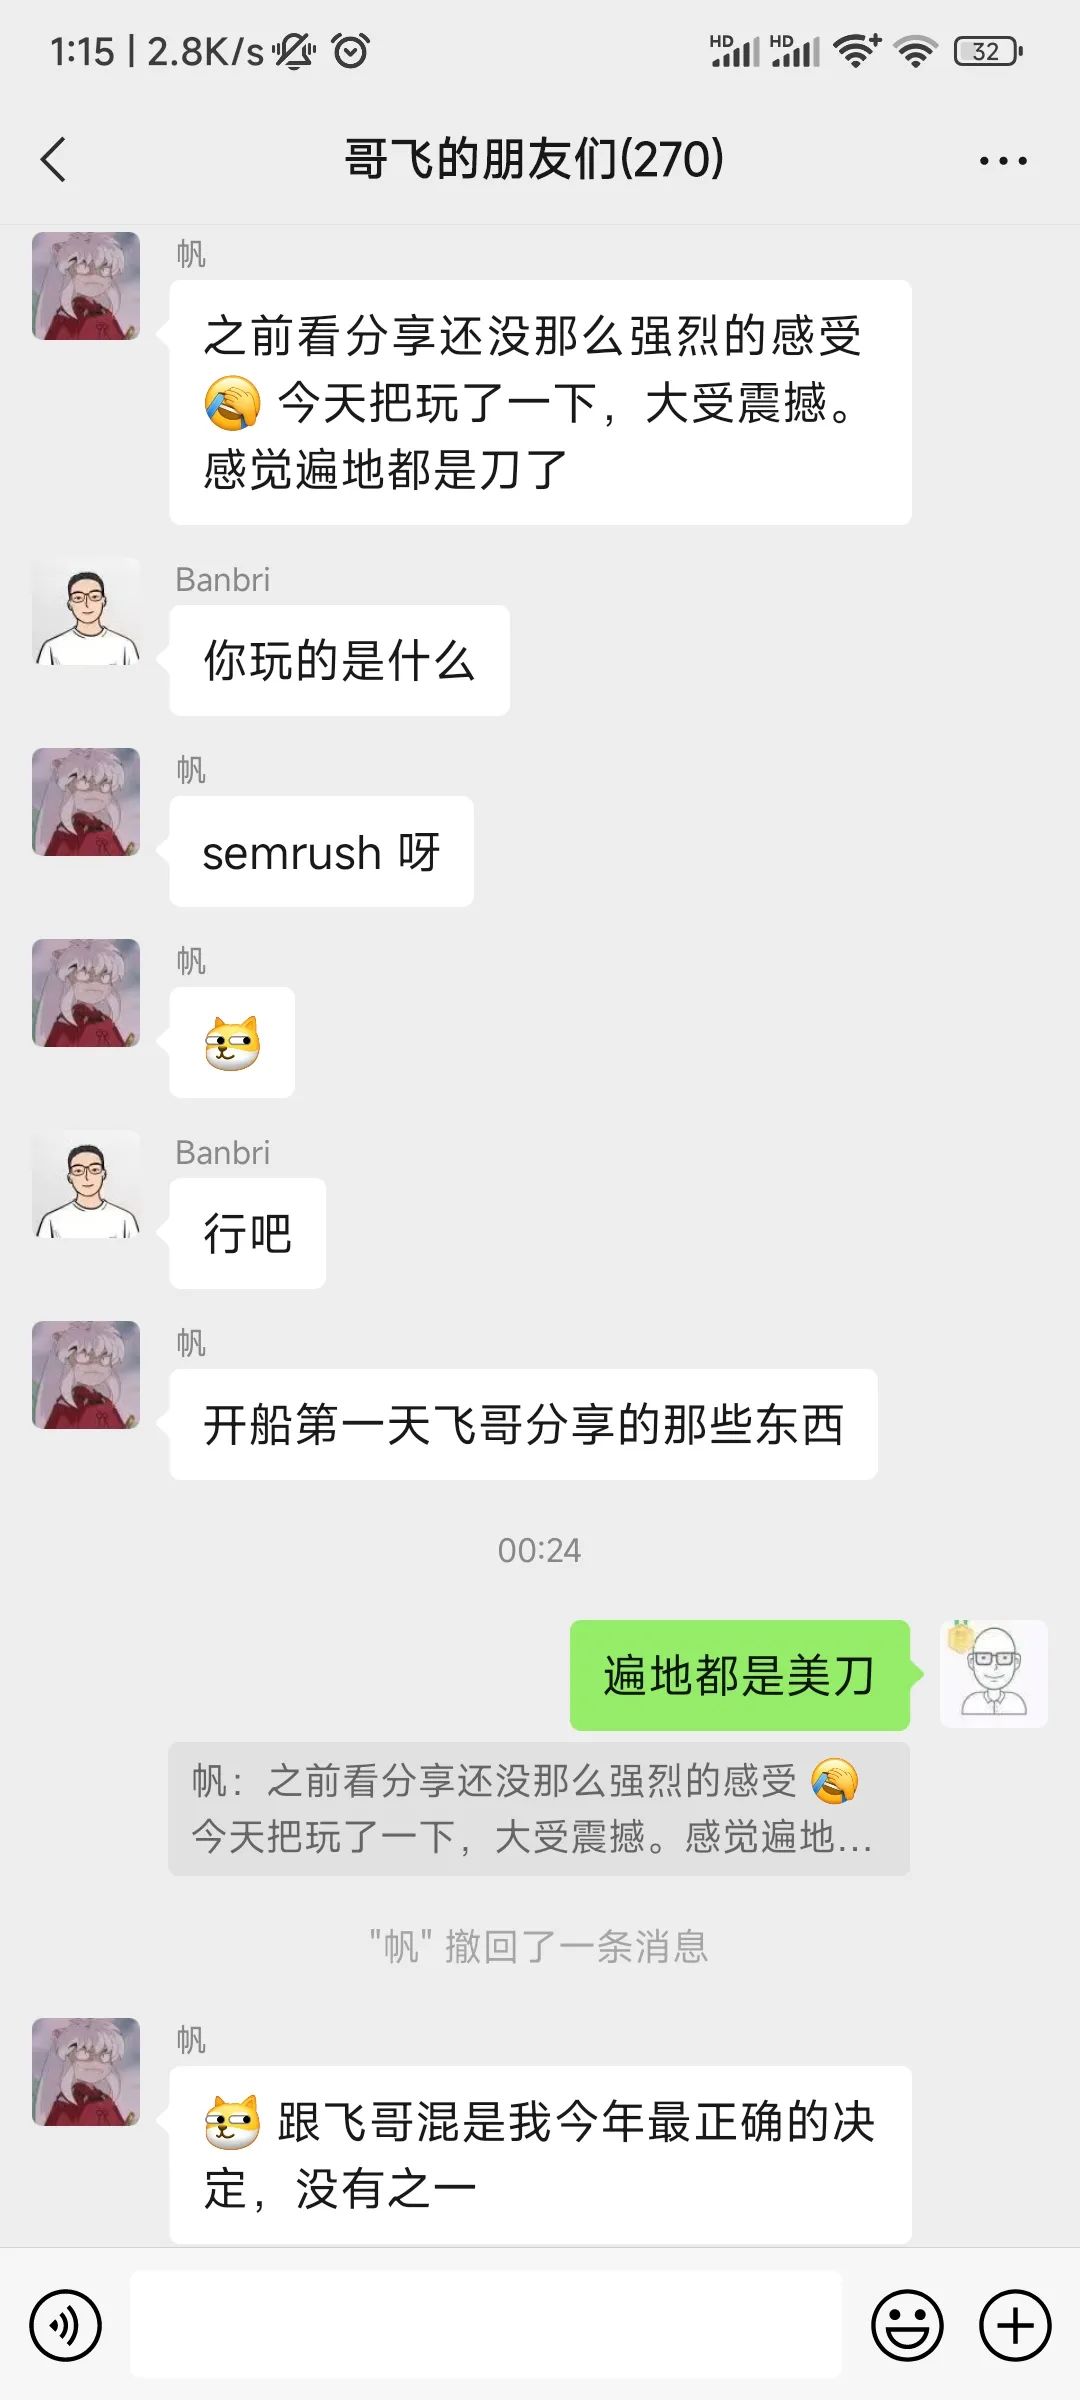 1:15 | 2.8K/s
HD HD 32
哥飞的朋友们(270)
帆
之前看分享还没那么强烈的感受
🤦 今天把玩了一下，大受震撼。
感觉遍地都是刀了
Banbri
你玩的是什么
帆
semrush 呀
帆
Banbri
行吧
帆
开船第一天飞哥分享的那些东西
00:24
遍地都是美刀
帆：之前看分享还没那么强烈的感受 🤦
今天把玩了一下，大受震撼。感觉遍地...
"帆" 撤回了一条消息
帆
跟飞哥混是我今年最正确的决
定，没有之一